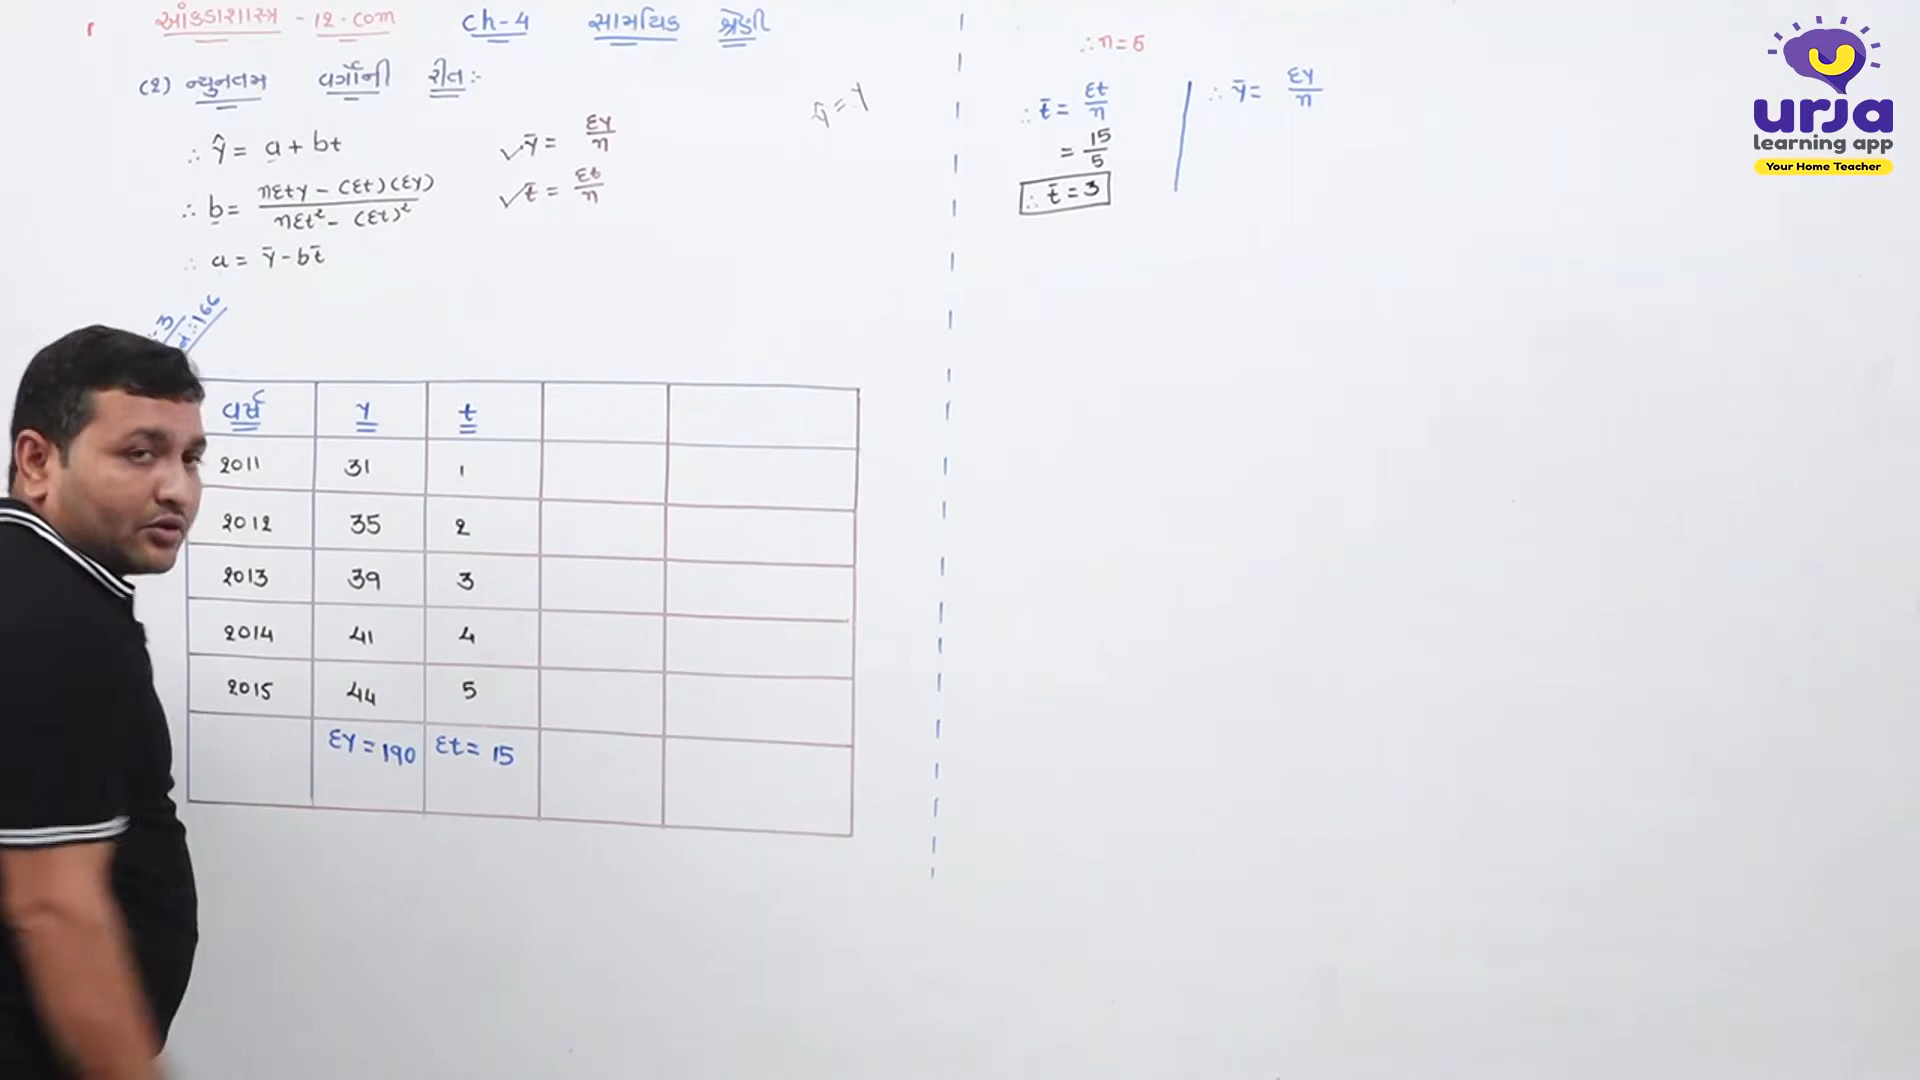 આંકડાશાસ્ત્ર - 12 - com ch-4 સામયિક શ્રેણી
(2) ન્યુનતમ વર્ગોની રીત :-
∴ ŷ = a + bt
∴ b = nΣty - (Σt)(Σy) / nΣt² - (Σt)²
∴ a = ȳ - bt̄
✓ȳ = Σy / n
✓t̄ = Σt / n
166
વર્ષ y t
2011 31 1
2012 35 2
2013 39 3
2014 41 4
2015 44 5
Σy = 190 Σt = 15
∴ n = 5
∴ t̄ = Σt / n
= 15 / 5
∴ t̄ = 3
∴ ȳ = Σy / n
urja
learning app
Your Home Teacher